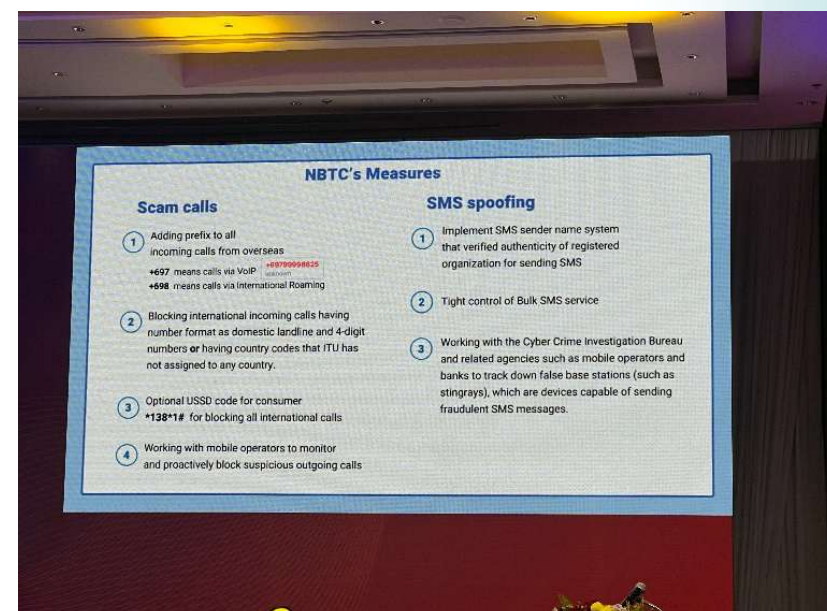 NBTC's Measures
Scam calls
1
Adding prefix to all
incoming calls from overseas
+697 means calls via VoIP
+69799998625
unknown
+698 means calls via International Roaming
2
Blocking international incoming calls having
number format as domestic landline and 4-digit
numbers or having country codes that ITU has
not assigned to any country.
3
Optional USSD code for consumer
*138*1# for blocking all international calls
4
Working with mobile operators to monitor
and proactively block suspicious outgoing calls
SMS spoofing
1
Implement SMS sender name system
that verified authenticity of registered
organization for sending SMS
2
Tight control of Bulk SMS service
3
Working with the Cyber Crime Investigation Bureau
and related agencies such as mobile operators and
banks to track down false base stations (such as
stingrays), which are devices capable of sending
fraudulent SMS messages.